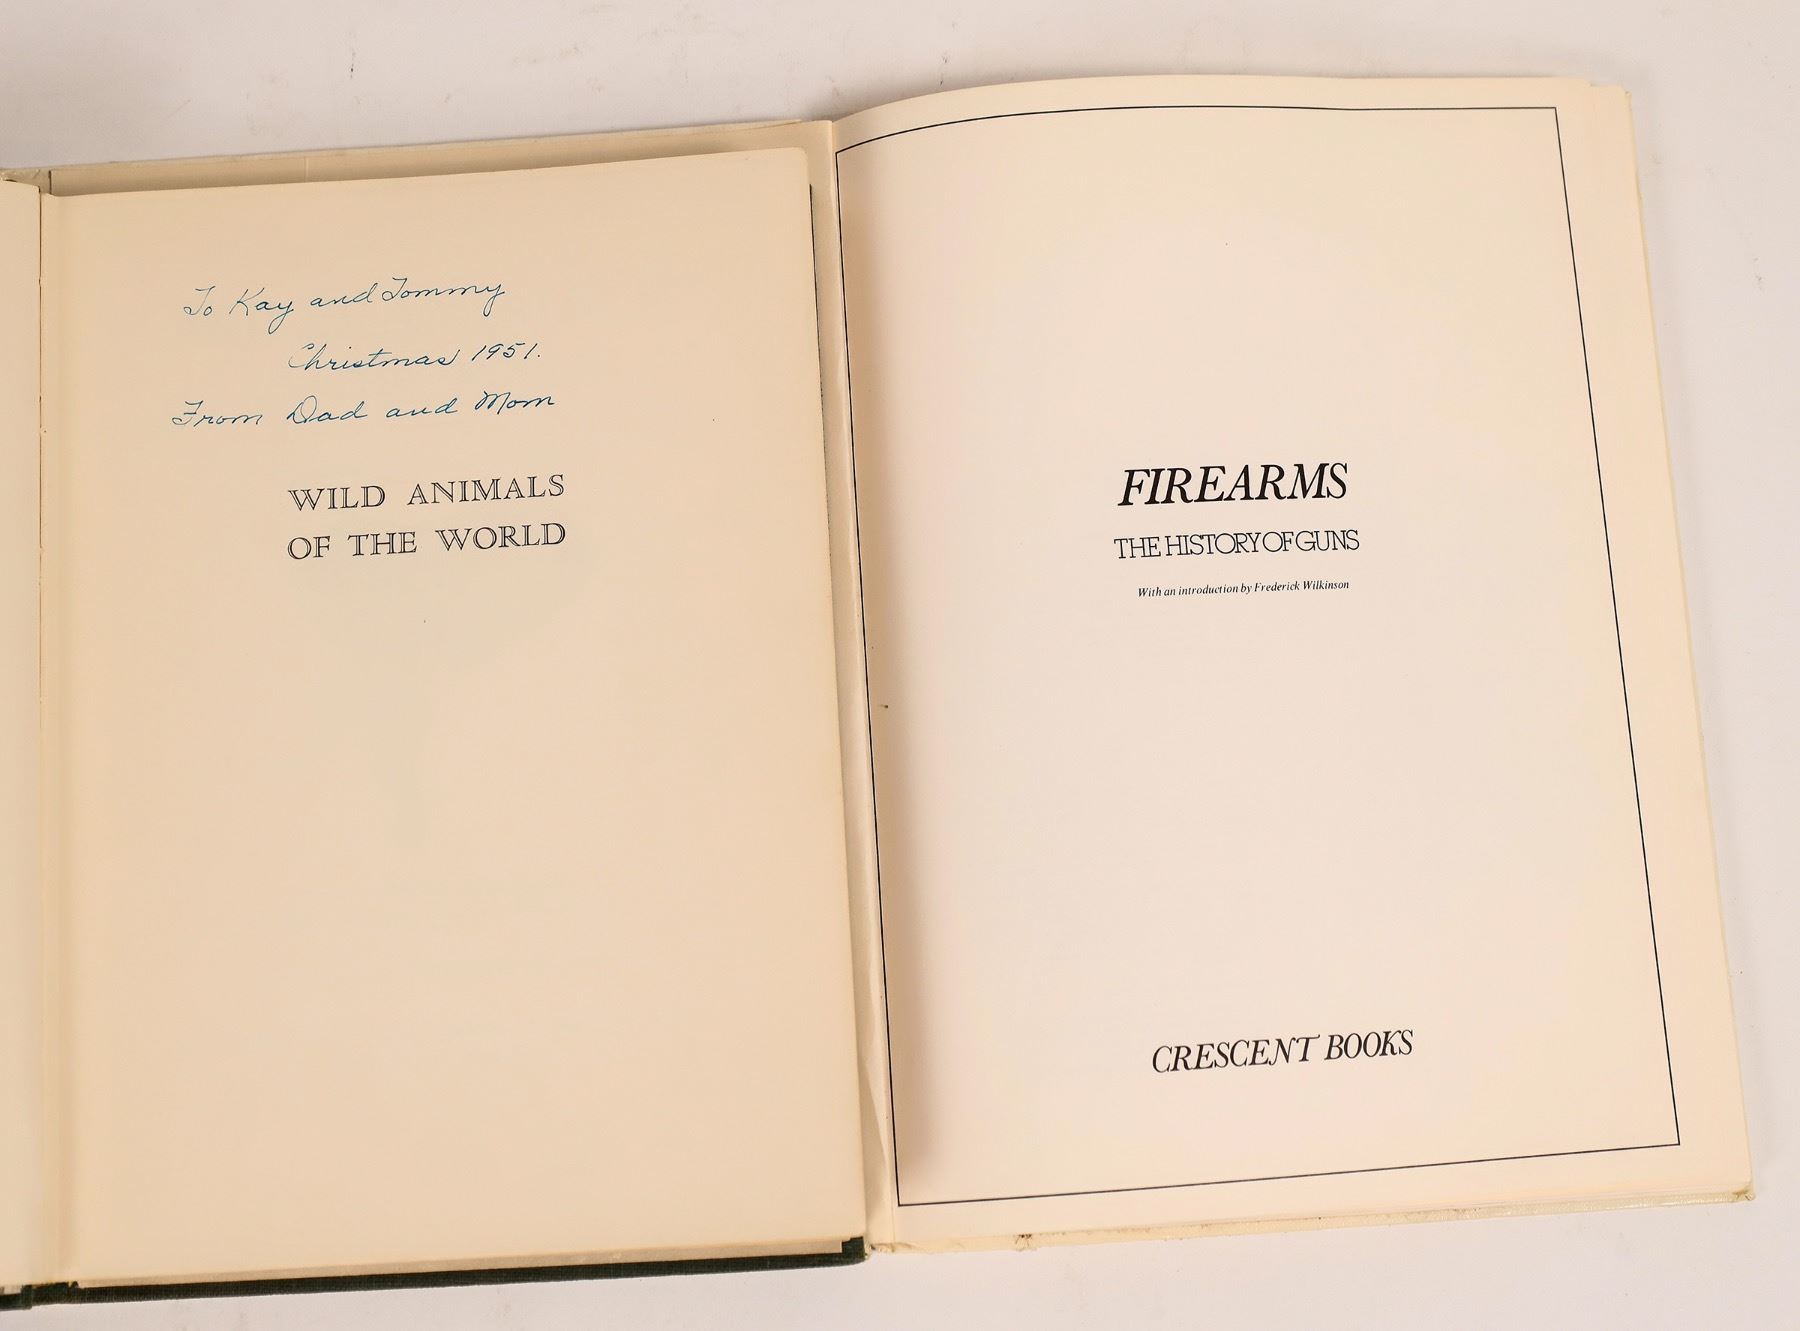 To Kay and Tommy
Christmas 1951.
From Dad and Mom
WILD ANIMALS
OF THE WORLD
FIREARMS
THE HISTORY OF GUNS
With an introduction by Frederick Wilkinson
CRESCENT BOOKS